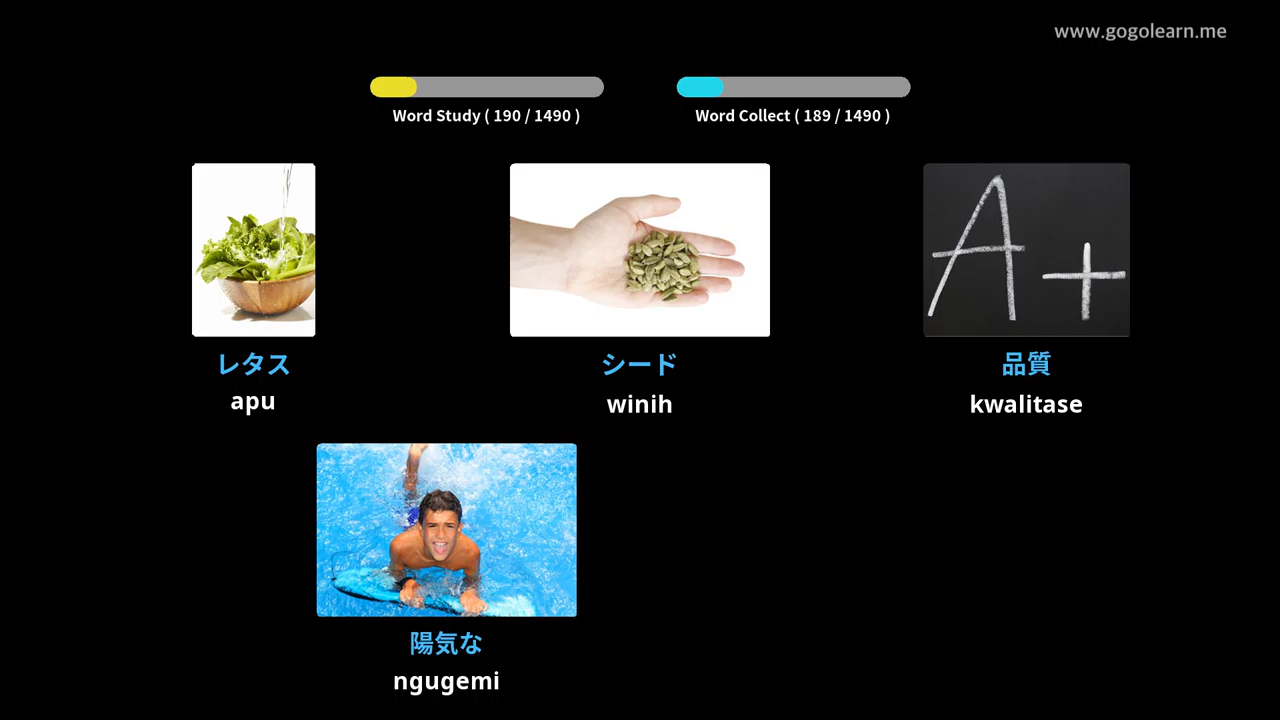 www.gogolearn.me
Word Study ( 190 / 1490 )
Word Collect ( 189 / 1490 )
A+
レタス
apu
シード
winih
品質
kwalitase
陽気な
ngugemi